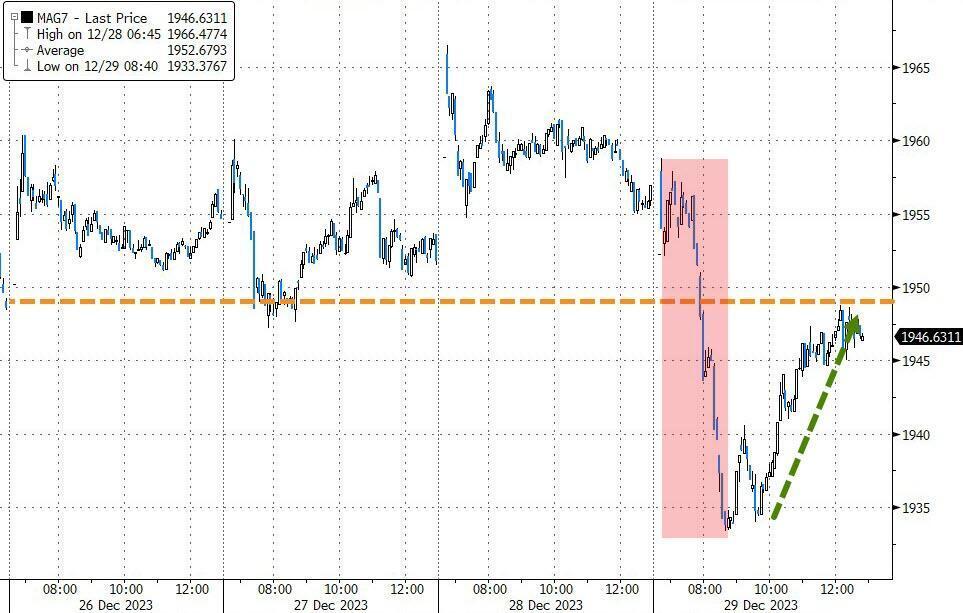 MAG7 - Last Price 1946.6311
High on 12/28 06:45 1966.4774
Average 1952.6793
Low on 12/29 08:40 1933.3767
1965
1960
1955
1950
1946.6311
1945
1940
1935
08:00 10:00 12:00 08:00 10:00 12:00 08:00 10:00 12:00 08:00 10:00 12:00
26 Dec 2023 27 Dec 2023 28 Dec 2023 29 Dec 2023